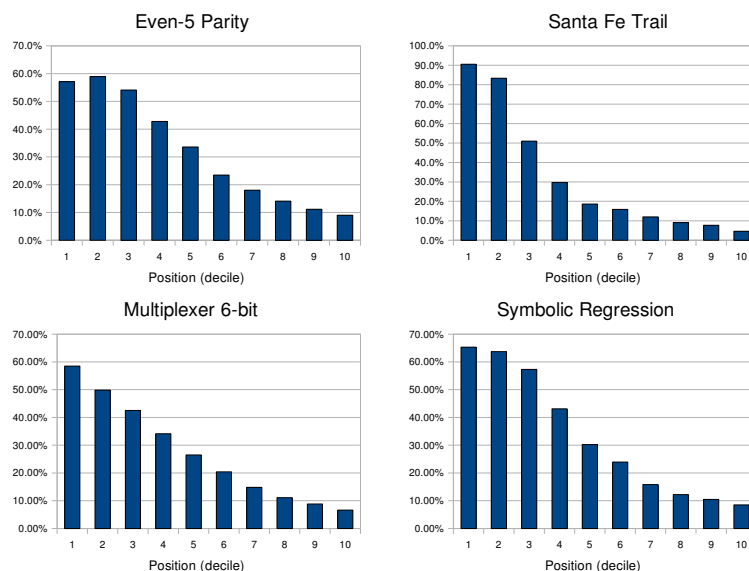 Even-5 Parity
70.0%
60.0%
50.0%
40.0%
30.0%
20.0%
10.0%
0.0%
1 2 3 4 5 6 7 8 9 10
Position (decile)
Santa Fe Trail
100.0%
90.0%
80.0%
70.0%
60.0%
50.0%
40.0%
30.0%
20.0%
10.0%
0.0%
1 2 3 4 5 6 7 8 9 10
Position (decile)
Multiplexer 6-bit
70.00%
60.00%
50.00%
40.00%
30.00%
20.00%
10.00%
0.00%
1 2 3 4 5 6 7 8 9 10
Position (decile)
Symbolic Regression
70.00%
60.00%
50.00%
40.00%
30.00%
20.00%
10.00%
0.00%
1 2 3 4 5 6 7 8 9 10
Position (decile)